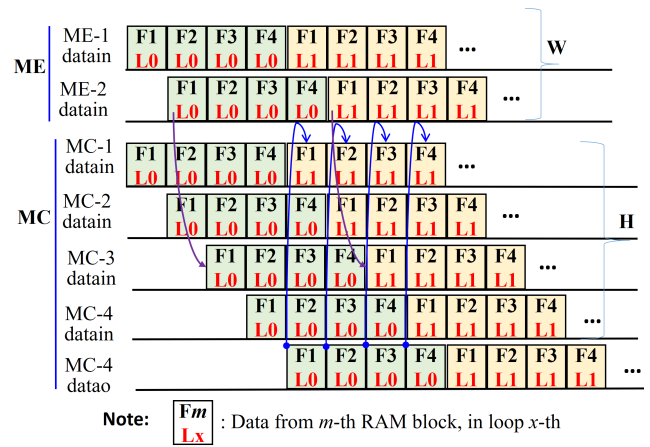 F1 F2 F3 F4 F1 F2 F3 F4
ME-1
datain
L0 L0 L0 L0 L1 L1 L1 L1 ...
W
ME
ME-2
datain
F1 F2 F3 F4 F1 F2 F3 F4
L0 L0 L0 L0 L1 L1 L1 L1 ...
MC-1
datain
F1 F2 F3 F4 F1 F2 F3 F4
L0 L0 L0 L0 L1 L1 L1 L1 ...
MC
MC-2
datain
F1 F2 F3 F4 F1 F2 F3 F4
L0 L0 L0 L0 L1 L1 L1 L1 ...
H
MC-3
datain
F1 F2 F3 F4 F1 F2 F3 F4
L0 L0 L0 L0 L1 L1 L1 L1 ...
MC-4
datain
F1 F2 F3 F4 F1 F2 F3 F4
L0 L0 L0 L0 L1 L1 L1 L1 ...
MC-4
datao
F1 F2 F3 F4 F1 F2 F3 F4
L0 L0 L0 L0 L1 L1 L1 L1 ...
Note: Fm
Lx : Data from m-th RAM block, in loop x-th